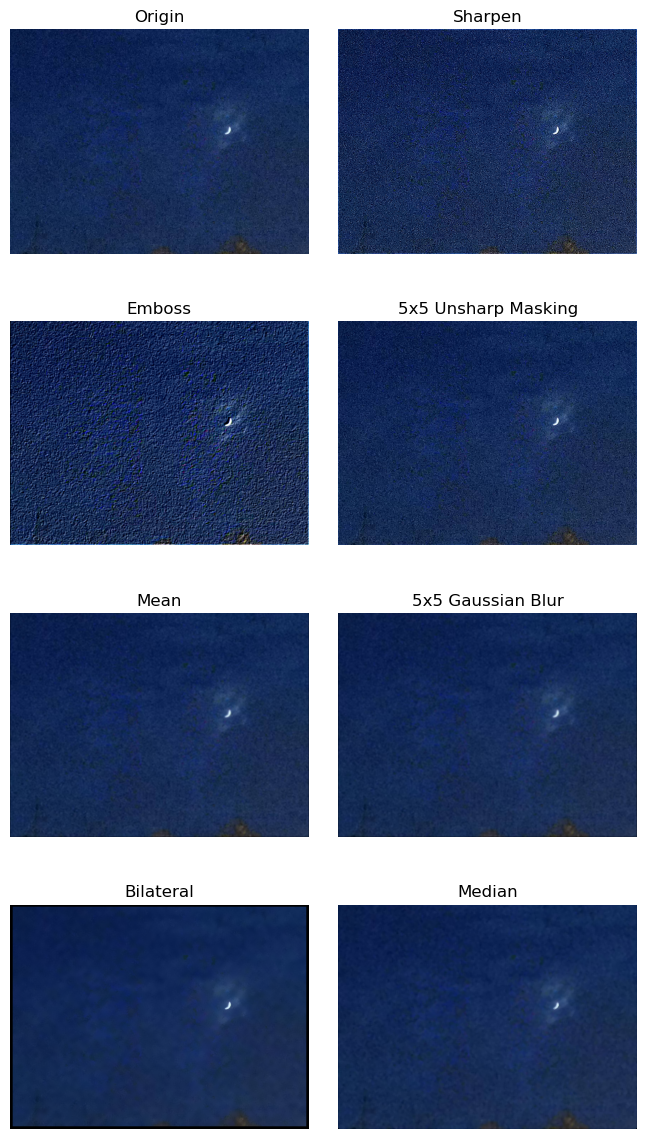 Origin
Sharpen
Emboss
5x5 Unsharp Masking
Mean
5x5 Gaussian Blur
Bilateral
Median